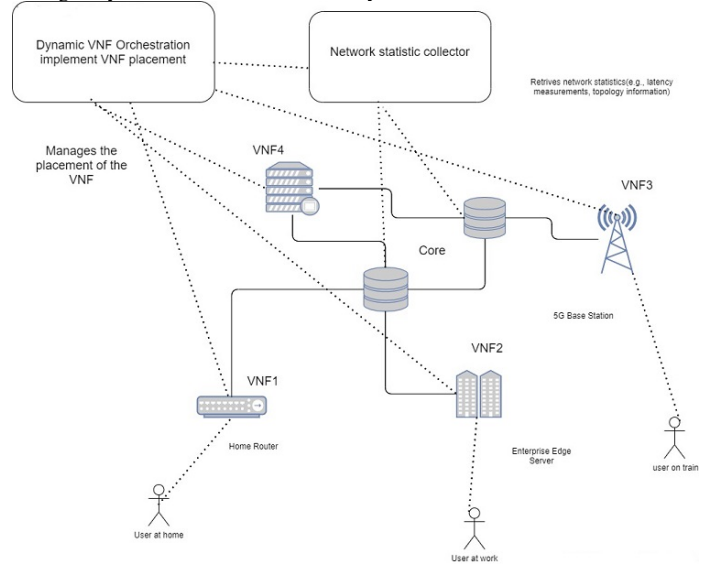 Dynamic VNF Orchestration
implement VNF placement
Network statistic collector
Retrives network statistics(e.g., latency
measurements, topology information)
Manages the
placement of the
VNF
VNF4
VNF3
Core
5G Base Station
VNF2
VNF1
Home Router
Enterprise Edge
Server
user on train
User at home
User at work